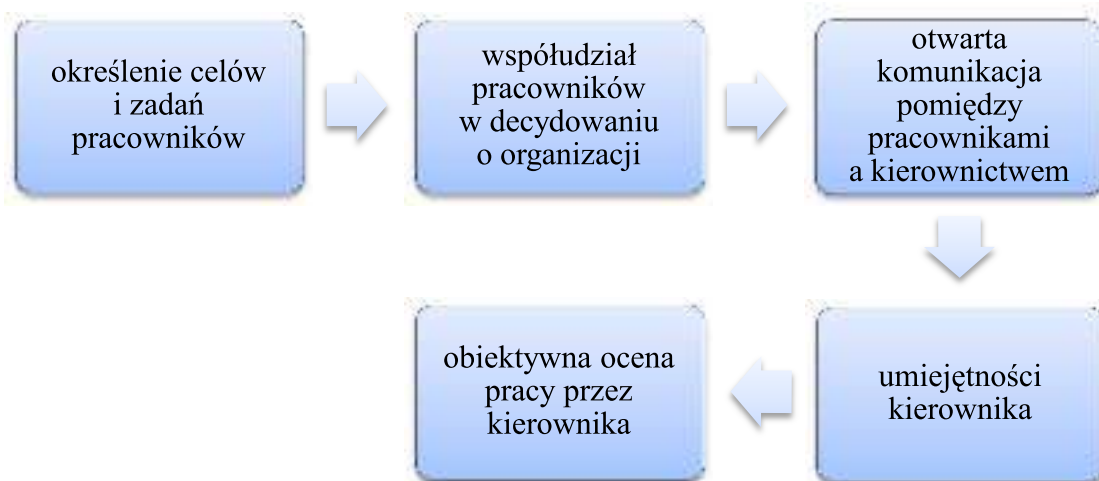 określenie celów
i zadań
pracowników
współudział
pracowników
w decydowaniu
o organizacji
otwarta
komunikacja
pomiędzy
pracownikami
a kierownictwem
umiejętności
kierownika
obiektywna ocena
pracy przez
kierownika